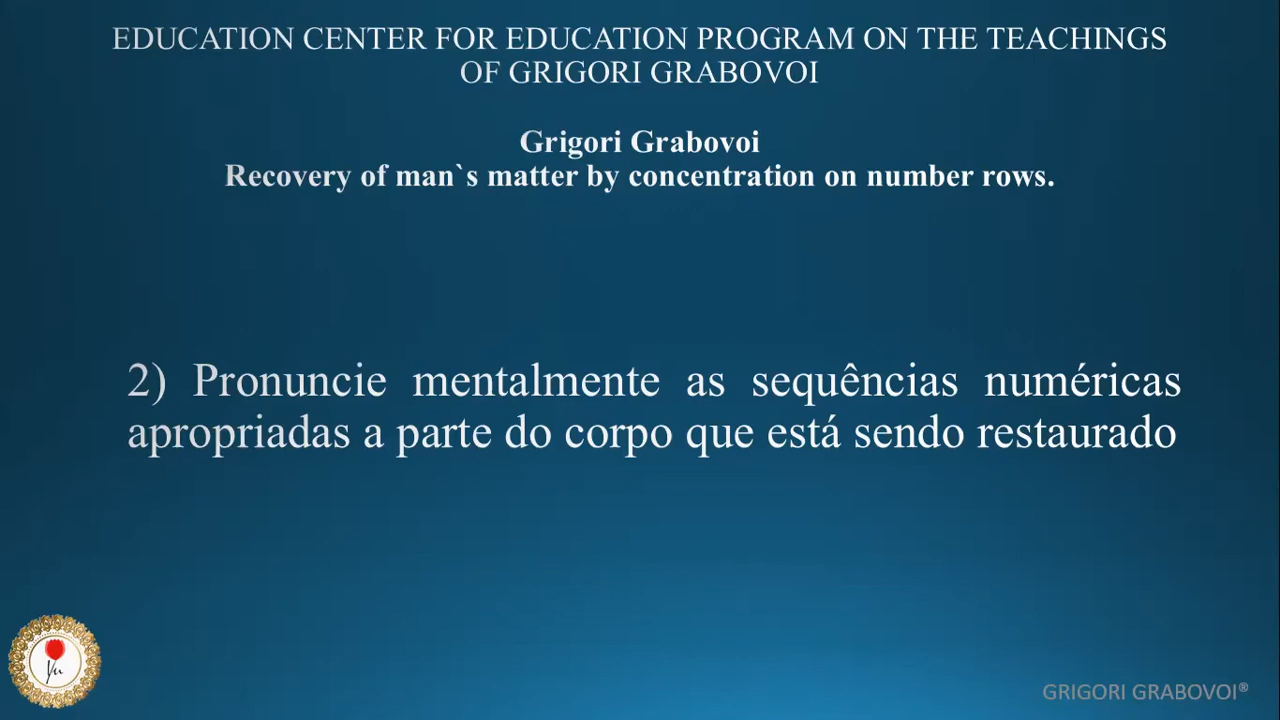 EDUCATION CENTER FOR EDUCATION PROGRAM ON THE TEACHINGS
OF GRIGORI GRABOVOI
Grigori Grabovoi
Recovery of man`s matter by concentration on number rows.
2) Pronuncie mentalmente as sequências numéricas
apropriadas a parte do corpo que está sendo restaurado
GRIGORI GRABOVOI®